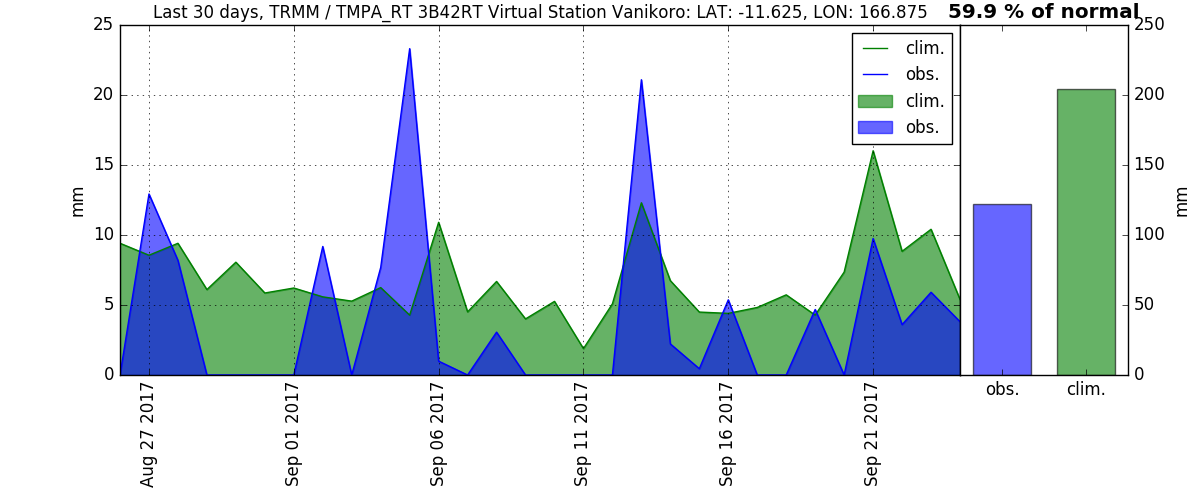 Last 30 days, TRMM / TMPA_RT 3B42RT Virtual Station Vanikoro: LAT: -11.625, LON: 166.875
59.9 % of normal
25
20
15
10
5
0
mm
clim.
obs.
clim.
obs.
250
200
150
100
50
0
mm
obs.
clim.
Aug 27 2017
Sep 01 2017
Sep 06 2017
Sep 11 2017
Sep 16 2017
Sep 21 2017